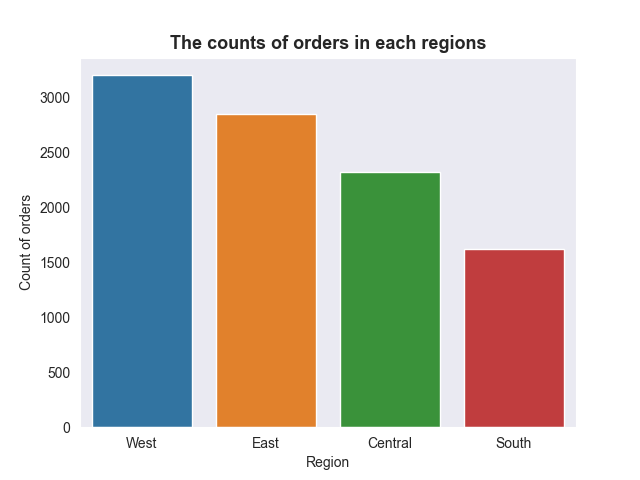 The counts of orders in each regions
Count of orders
3000
2500
2000
1500
1000
500
0
West East Central South
Region